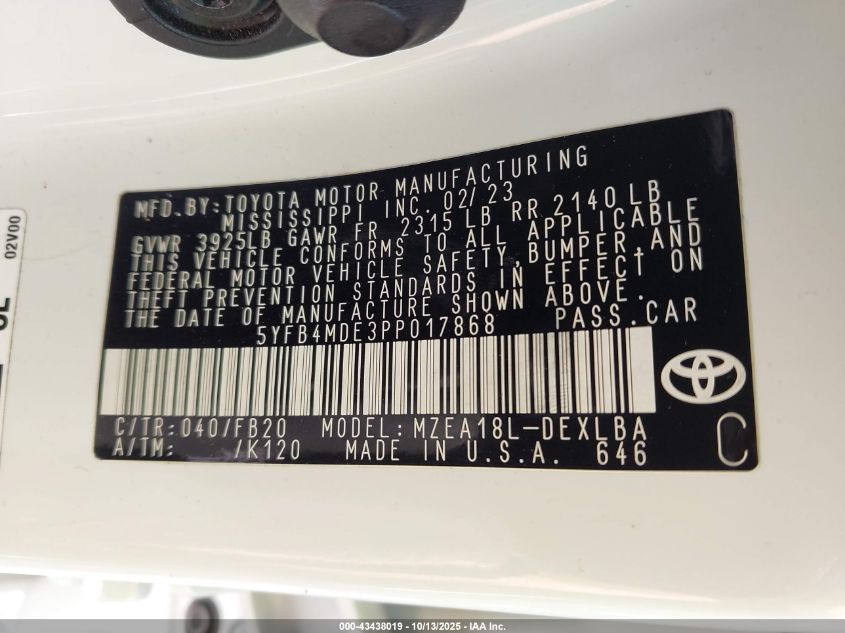 MFD. BY: TOYOTA MOTOR MANUFACTURING
MISSISSIPPI INC. 02/23
GVWR 3925LB GAWR FR 2315 LB RR 2140 LB
THIS VEHICLE CONFORMS TO ALL APPLICABLE
FEDERAL MOTOR VEHICLE SAFETY, BUMPER, AND
THEFT PREVENTION STANDARDS IN EFFECT ON
THE DATE OF MANUFACTURE SHOWN ABOVE.
5YFB4MDE3PP017868 PASS.CAR
C/TR: 040/FB20 MODEL: MZEA18L-DEXLBA
A/TM: /K120 MADE IN U.S.A. 646
C
02V00
000-43438019 - 10/13/2025 - IAA Inc.